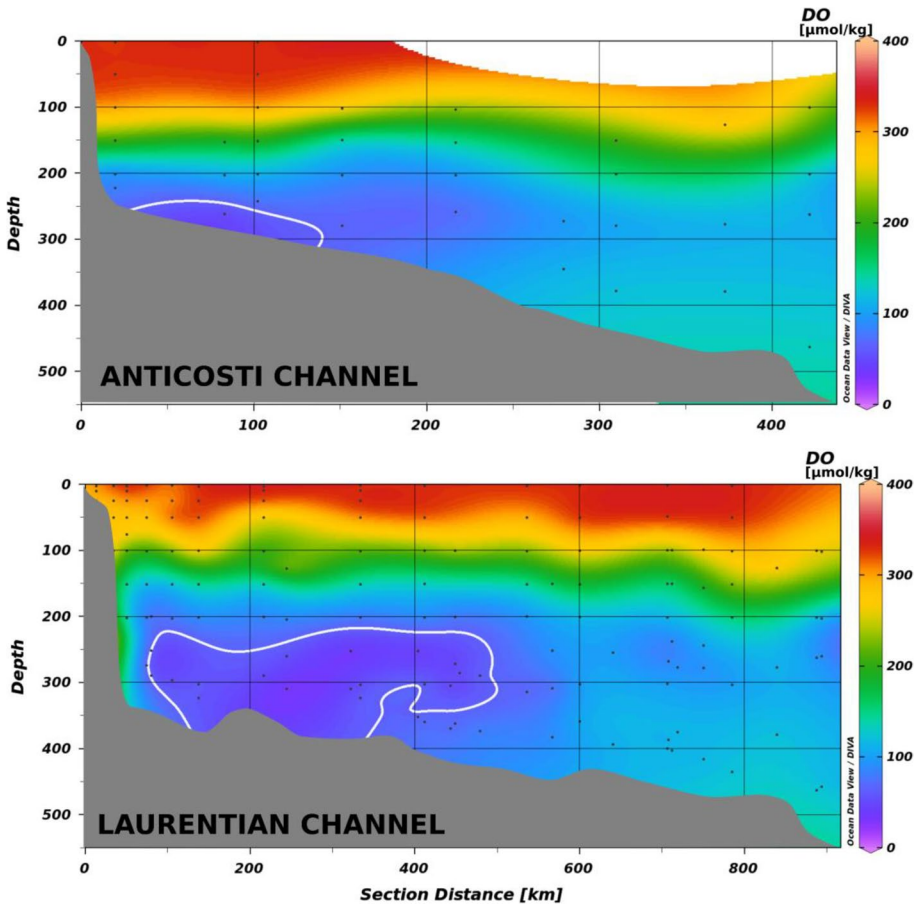 DO
[µmol/kg]
0
100
200
300
400
500
Depth
400
300
200
100
0
Ocean Data View / DIVA
ANTICOSTI CHANNEL
0
100
200
300
400
DO
[µmol/kg]
0
100
200
300
400
500
Depth
400
300
200
100
0
Ocean Data View / DIVA
LAURENTIAN CHANNEL
0
200
400
600
800
Section Distance [km]